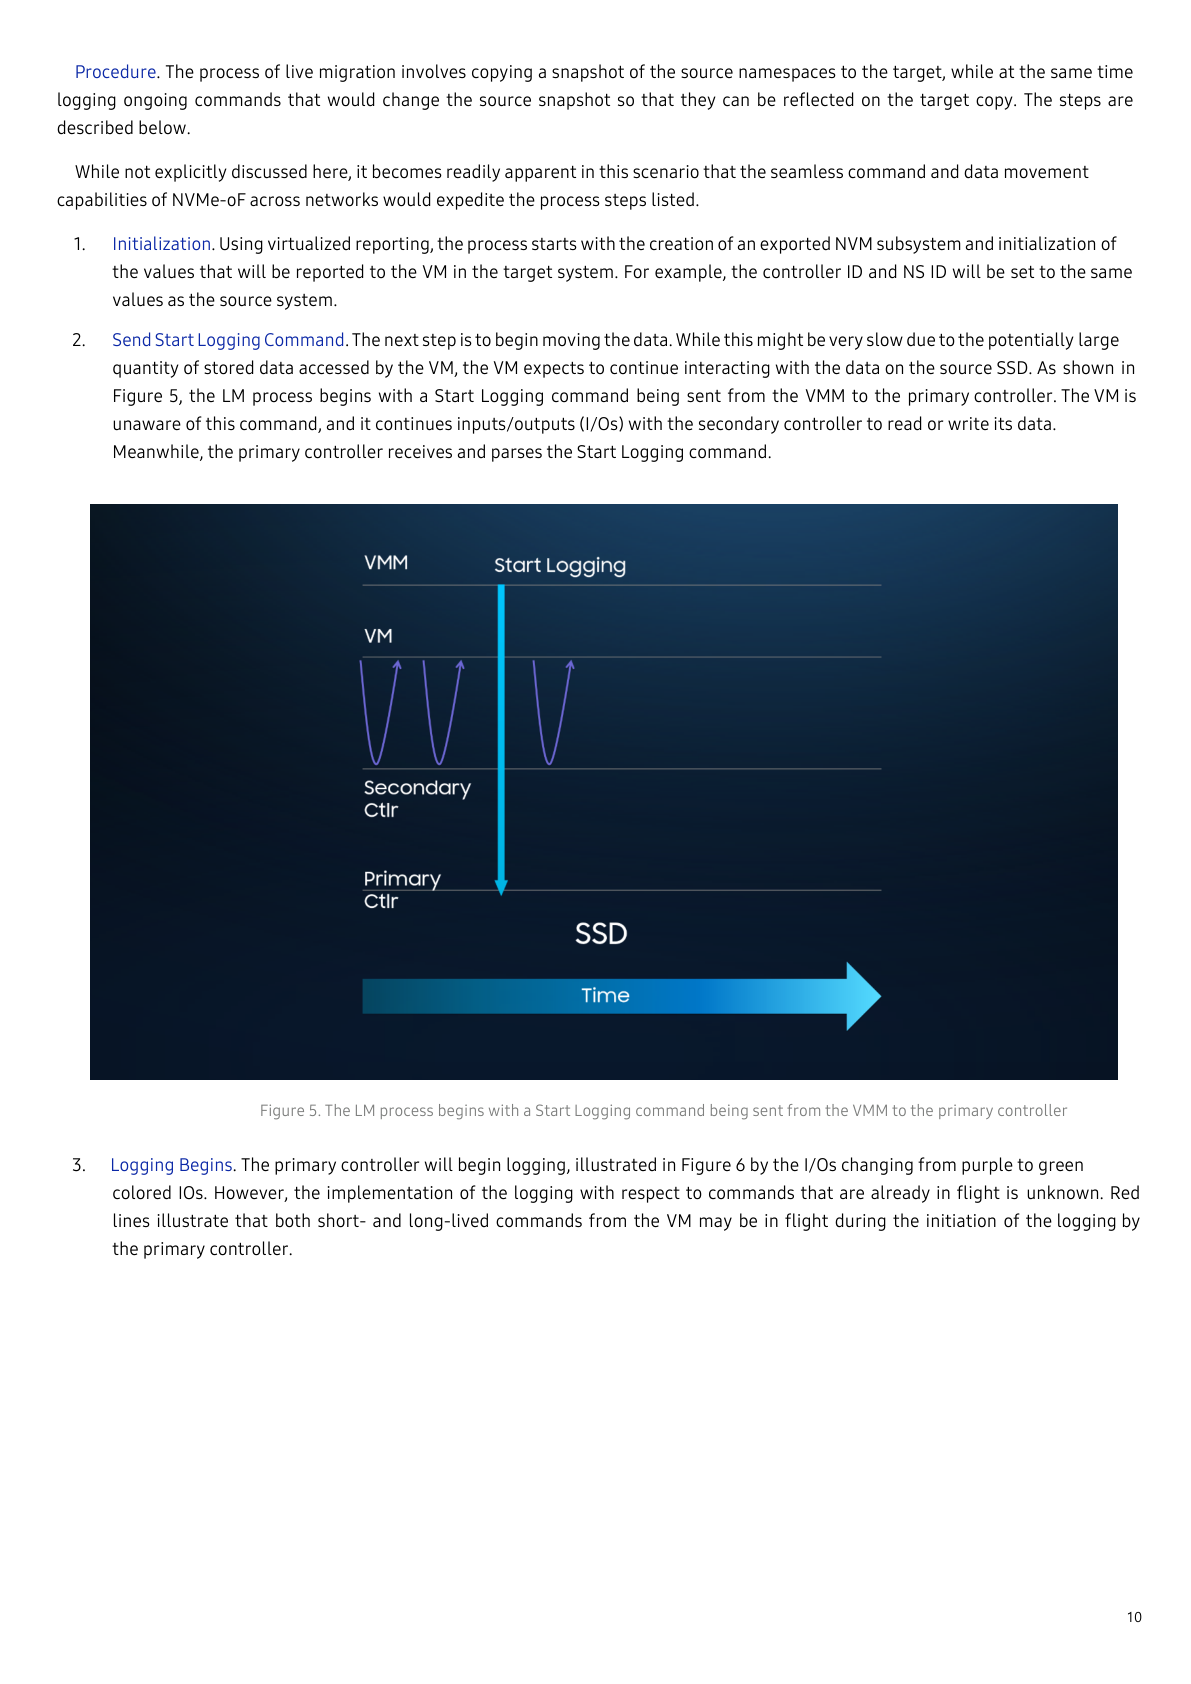 Procedure. The process of live migration involves copying a snapshot of the source namespaces to the target, while at the same time
logging ongoing commands that would change the source snapshot so that they can be reflected on the target copy. The steps are
described below.
While not explicitly discussed here, it becomes readily apparent in this scenario that the seamless command and data movement
capabilities of NVMe-oF across networks would expedite the process steps listed.
1. Initialization. Using virtualized reporting, the process starts with the creation of an exported NVM subsystem and initialization of
the values that will be reported to the VM in the target system. For example, the controller ID and NS ID will be set to the same
values as the source system.
2. Send Start Logging Command. The next step is to begin moving the data. While this might be very slow due to the potentially large
quantity of stored data accessed by the VM, the VM expects to continue interacting with the data on the source SSD. As shown in
Figure 5, the LM process begins with a Start Logging command being sent from the VMM to the primary controller. The VM is
unaware of this command, and it continues inputs/outputs (I/Os) with the secondary controller to read or write its data.
Meanwhile, the primary controller receives and parses the Start Logging command.
VMM
Start Logging
VM
Secondary
Ctlr
Primary
Ctlr
SSD
Time
Figure 5. The LM process begins with a Start Logging command being sent from the VMM to the primary controller
3. Logging Begins. The primary controller will begin logging, illustrated in Figure 6 by the I/Os changing from purple to green
colored IOs. However, the implementation of the logging with respect to commands that are already in flight is unknown. Red
lines illustrate that both short- and long-lived commands from the VM may be in flight during the initiation of the logging by
the primary controller.
10